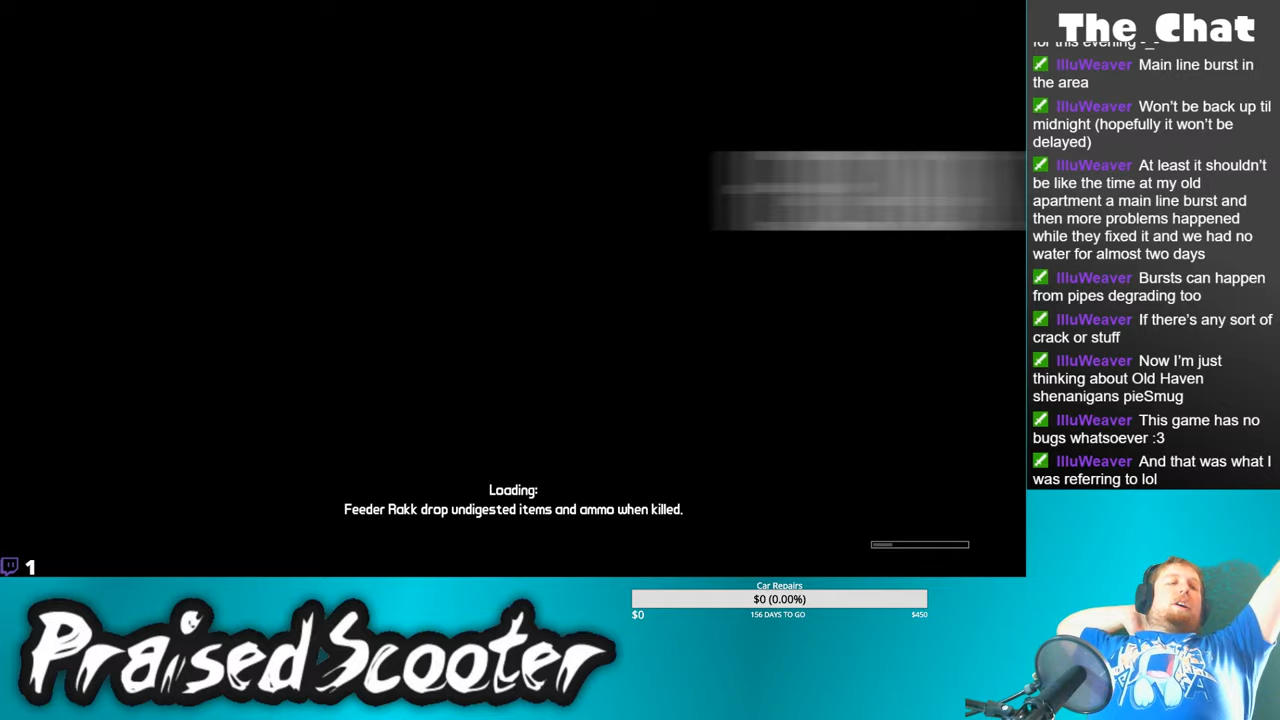 The Chat
for this evening -_-
IlluWeaver Main line burst in
the area
IlluWeaver Won't be back up til
midnight (hopefully it won't be
delayed)
IlluWeaver At least it shouldn't
be like the time at my old
apartment a main line burst and
then more problems happened
while they fixed it and we had no
water for almost two days
IlluWeaver Bursts can happen
from pipes degrading too
IlluWeaver If there's any sort of
crack or stuff
IlluWeaver Now I'm just
thinking about Old Haven
shenanigans pieSmug
IlluWeaver This game has no
bugs whatsoever :3
IlluWeaver And that was what I
was referring to lol
Loading:
Feeder Rakk drop undigested items and ammo when killed.
1
Car Repairs
$0 (0.00%)
$0 156 DAYS TO GO $450
PraisedScooter